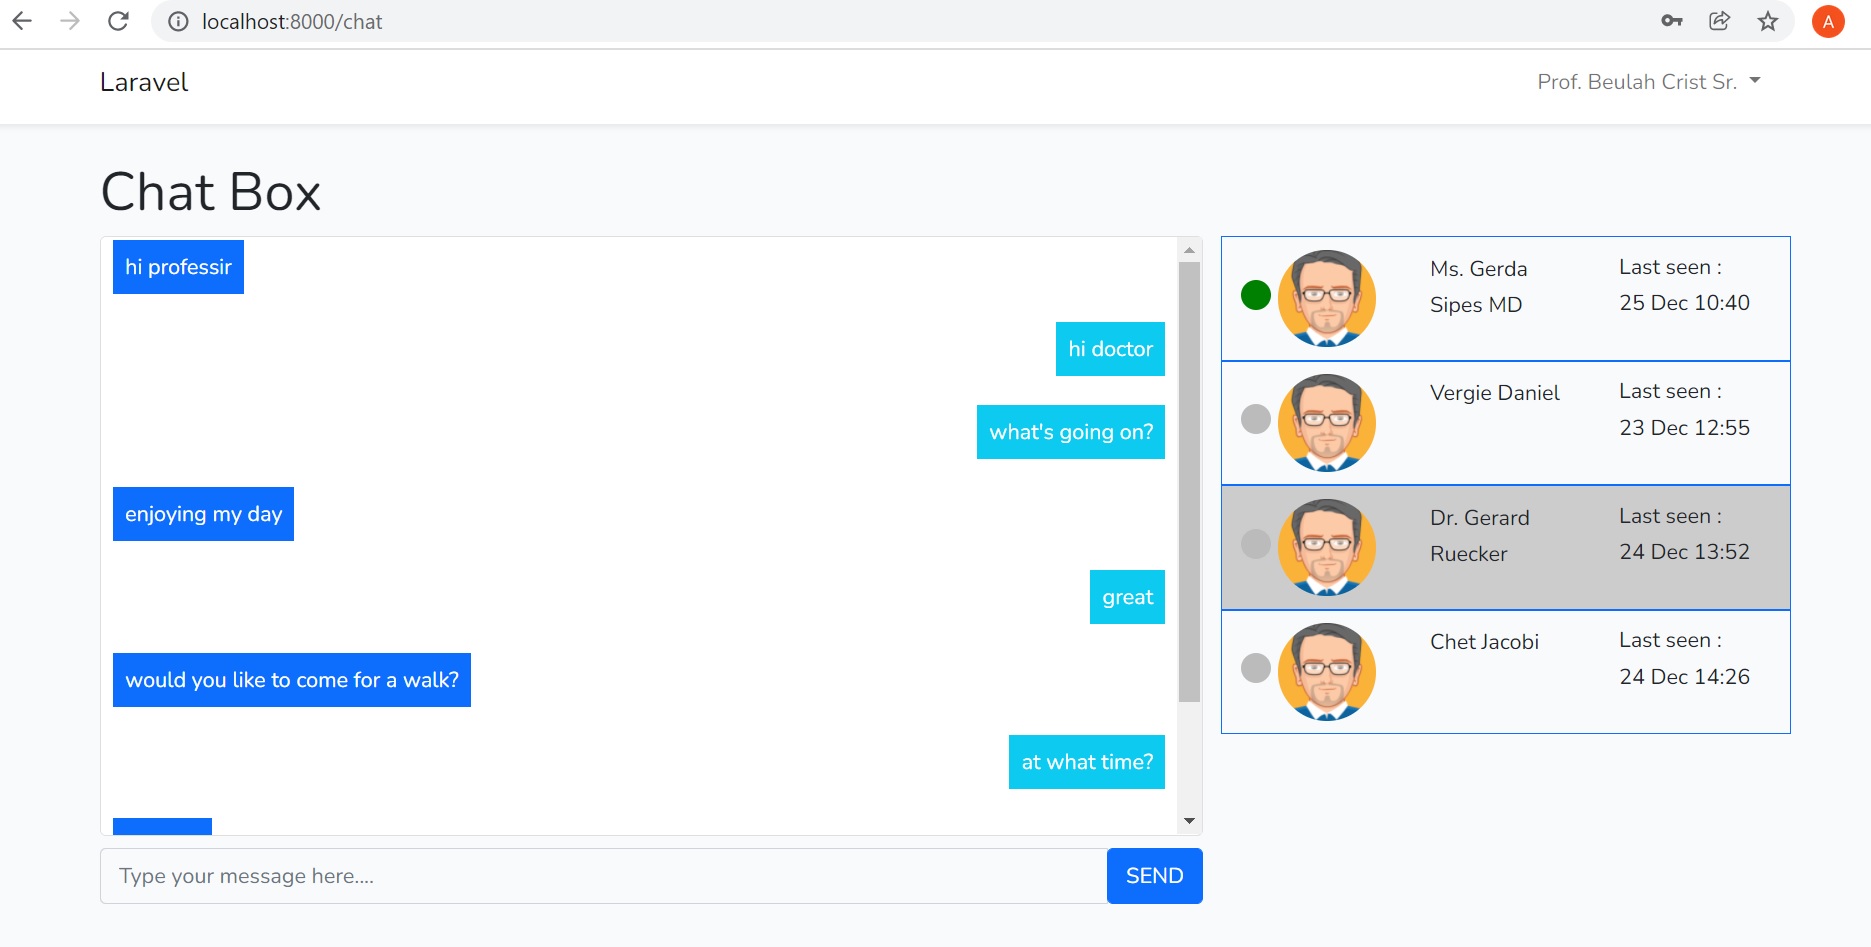 localhost:8000/chat
A
Laravel
Prof. Beulah Crist Sr.
Chat Box
hi professir
hi doctor
what's going on?
enjoying my day
great
would you like to come for a walk?
at what time?
Type your message here....
SEND
Ms. Gerda
Sipes MD
Last seen :
25 Dec 10:40
Vergie Daniel
Last seen :
23 Dec 12:55
Dr. Gerard
Ruecker
Last seen :
24 Dec 13:52
Chet Jacobi
Last seen :
24 Dec 14:26